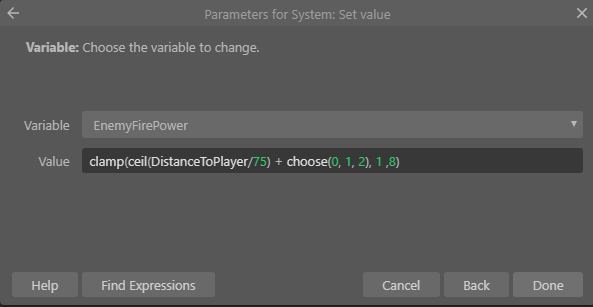 Parameters for System: Set value
Variable: Choose the variable to change.
Variable EnemyFirePower
Value clamp(ceil(DistanceToPlayer/75) + choose(0, 1, 2), 1 ,8)
Help Find Expressions Cancel Back Done